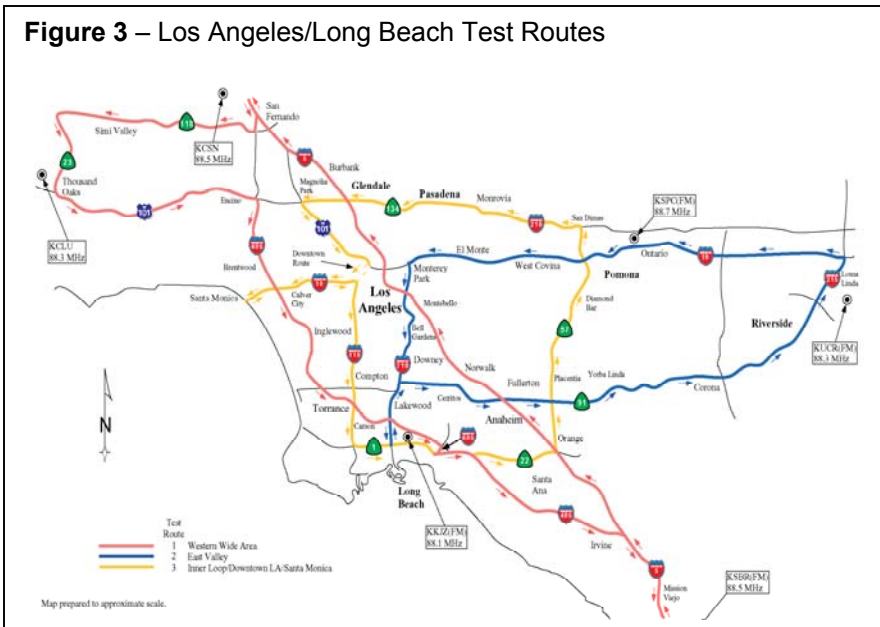 Figure 3 – Los Angeles/Long Beach Test Routes
San
Fernando
KCSN
88.5 MHz
118
Simi Valley
5
Burbank
23
Thousand
Oaks
Magnolia
Park
Glendale
Pasadena
134
Monrovia
KSPC(FM)
88.7 MHz
101
Encino
101
210
San Dimas
KCLU
88.3 MHz
405
Downtown
Route
El Monte
Ontario
10
West Covina
Brentwood
10
Monterey
Park
Pomona
Loma
Linda
215
Santa Monica
Culver
City
Los
Angeles
Montebello
Diamond
Bar
Riverside
Inglewood
Bell
Gardens
57
KUCR(FM)
88.3 MHz
110
Downey
Norwalk
Compton
710
Fullerton
Placentia
Yorba Linda
Corona
Cerritos
91
Torrance
Lakewood
Anaheim
N
Carson
1
Orange
22
Long
Beach
Santa
Ana
KKJZ(FM)
88.1 MHz
405
Irvine
5
Mission
Viejo
KSBR(FM)
88.5 MHz
Test
Route
1 Western Wide Area
2 East Valley
3 Inner Loop/Downtown LA/Santa Monica
Map prepared to approximate scale.